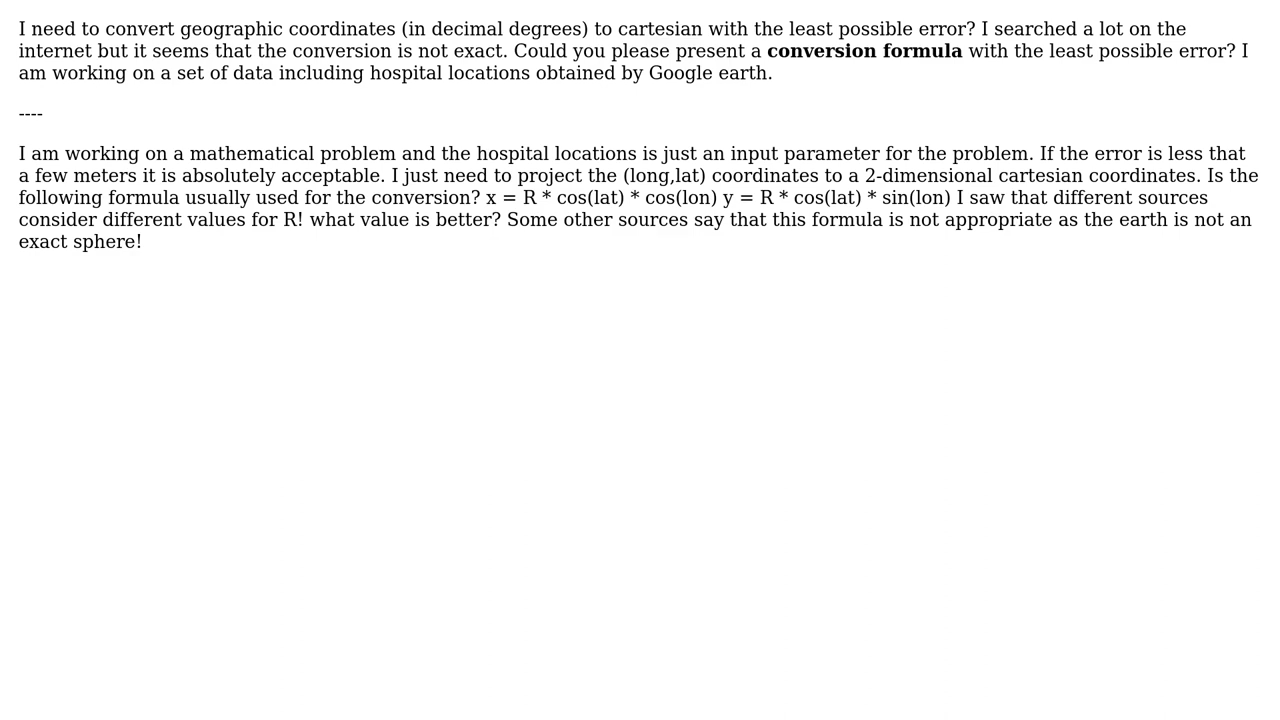 I need to convert geographic coordinates (in decimal degrees) to cartesian with the least possible error? I searched a lot on the
internet but it seems that the conversion is not exact. Could you please present a conversion formula with the least possible error? I
am working on a set of data including hospital locations obtained by Google earth.
----
I am working on a mathematical problem and the hospital locations is just an input parameter for the problem. If the error is less that
a few meters it is absolutely acceptable. I just need to project the (long,lat) coordinates to a 2-dimensional cartesian coordinates. Is the
following formula usually used for the conversion? x = R * cos(lat) * cos(lon) y = R * cos(lat) * sin(lon) I saw that different sources
consider different values for R! what value is better? Some other sources say that this formula is not appropriate as the earth is not an
exact sphere!